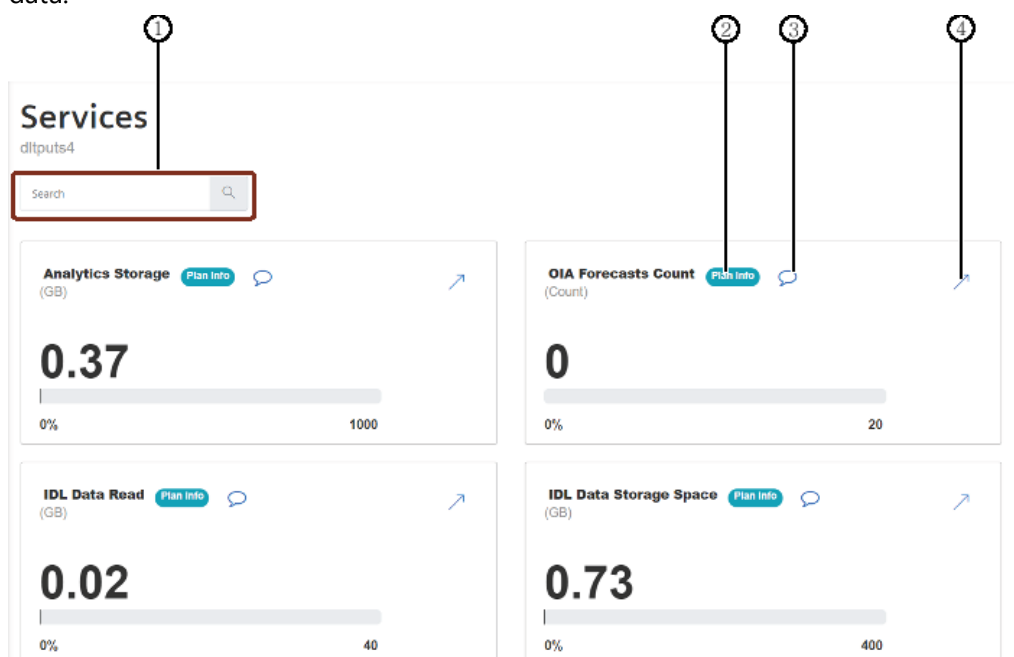 data.
1 2 3 4
Services
dltputs4
Search
Analytics Storage Plan Info
(GB)
0.37
0% 1000
OIA Forecasts Count Plan Info
(Count)
0
0% 20
IDL Data Read Plan Info
(GB)
0.02
0% 40
IDL Data Storage Space Plan Info
(GB)
0.73
0% 400